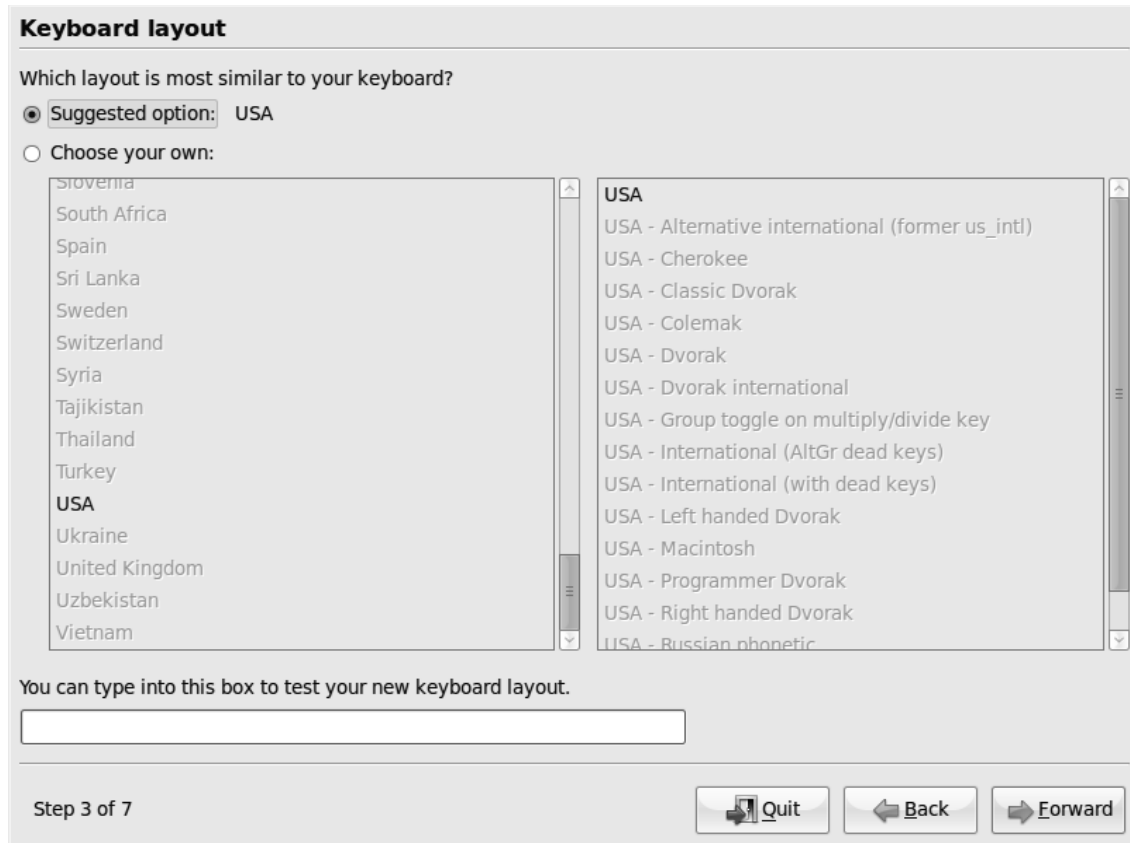 Keyboard layout
Which layout is most similar to your keyboard?
Suggested option: USA
Choose your own:
Slovenia
South Africa
Spain
Sri Lanka
Sweden
Switzerland
Syria
Tajikistan
Thailand
Turkey
USA
Ukraine
United Kingdom
Uzbekistan
Vietnam
USA
USA - Alternative international (former us_intl)
USA - Cherokee
USA - Classic Dvorak
USA - Colemak
USA - Dvorak
USA - Dvorak international
USA - Group toggle on multiply/divide key
USA - International (AltGr dead keys)
USA - International (with dead keys)
USA - Left handed Dvorak
USA - Macintosh
USA - Programmer Dvorak
USA - Right handed Dvorak
USA - Russian phonetic
You can type into this box to test your new keyboard layout.
Step 3 of 7
Quit
Back
Forward